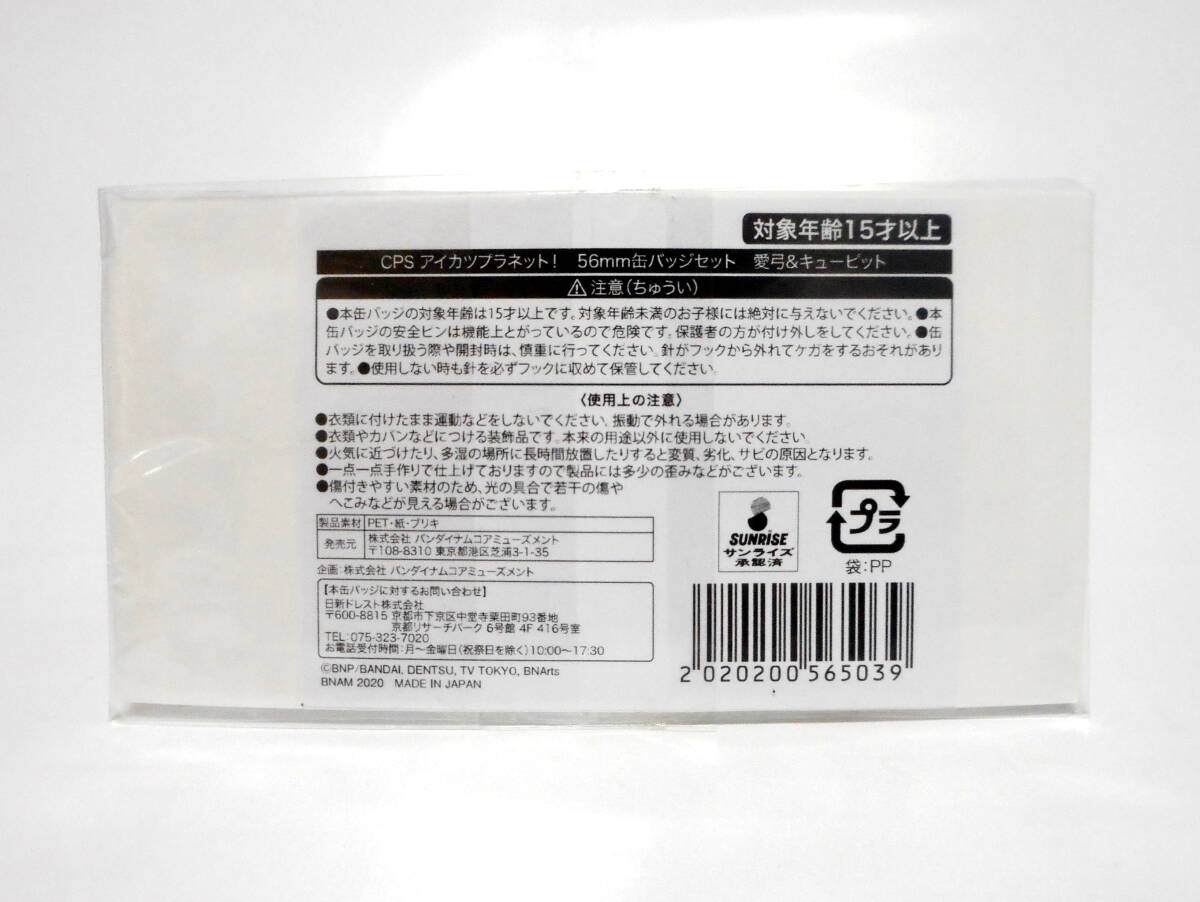 対象年齢15才以上
CPS アイカツプラネット! 56mm缶バッジセット 愛弓&キューピット
⚠注意(ちゅうい)
●本缶バッジの対象年齢は15才以上です。対象年齢未満のお子様には絶対に与えないでください。●本
缶バッジの安全ピンは機能上とがっているので危険です。保護者の方が付け外しをしてください。●缶
バッジを取り扱う際や開封時は、慎重に行ってください。針がフックから外れてケガをするおそれがあり
ます。●使用しない時も針を必ずフックに収めて保管してください。
〈使用上の注意〉
●衣類に付けたまま運動などをしないでください。振動で外れる場合があります。
●衣類やカバンなどにつける装飾品です。本来の用途以外に使用しないでください。
●火気に近づけたり、多湿の場所に長時間放置したりすると変質、劣化、サビの原因となります。
●一点一点手作りで仕上げておりますので製品には多少の歪みなどがございます。
●傷付きやすい素材のため、光の具合で若干の傷や
へこみなどが見える場合がございます。
製品素材 PET・紙・ブリキ
発売元 株式会社 バンダイナムコアミューズメント
〒108-8310 東京都港区芝浦3-1-35
企画:株式会社 バンダイナムコアミューズメント
【本缶バッジに対するお問い合わせ】
日新ドレスト株式会社
〒600-8815 京都市下京区中堂寺粟田町93番地
京都リサーチパーク 6号館 4F 416号室
TEL:075-323-7020
お電話受付時間:月〜金曜日(祝祭日を除く)10:00〜17:30
©BNP/BANDAI, DENTSU, TV TOKYO, BNArts
BNAM 2020 MADE IN JAPAN
SUNRISE
サンライズ
承認済
プラ
袋:PP
2 020200 565039